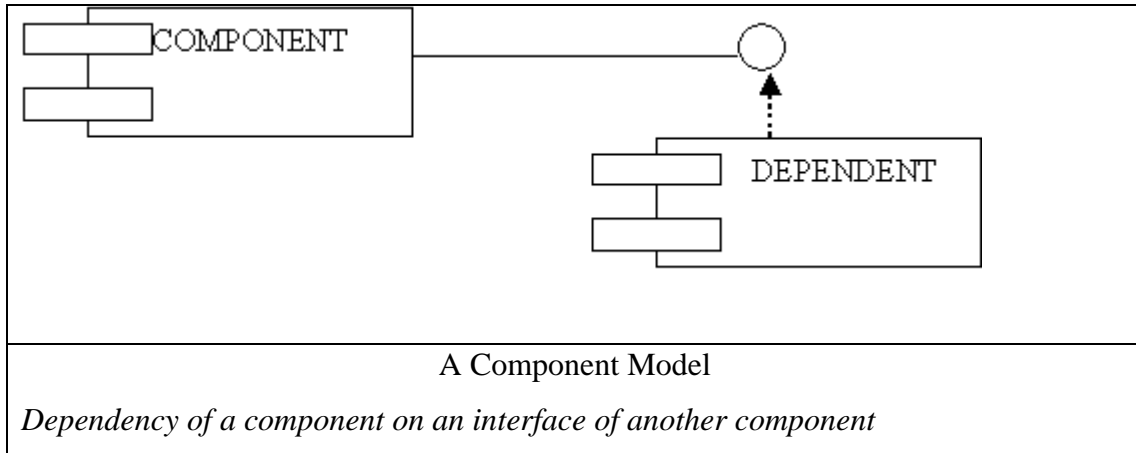 COMPONENT
DEPENDENT
A Component Model
Dependency of a component on an interface of another component